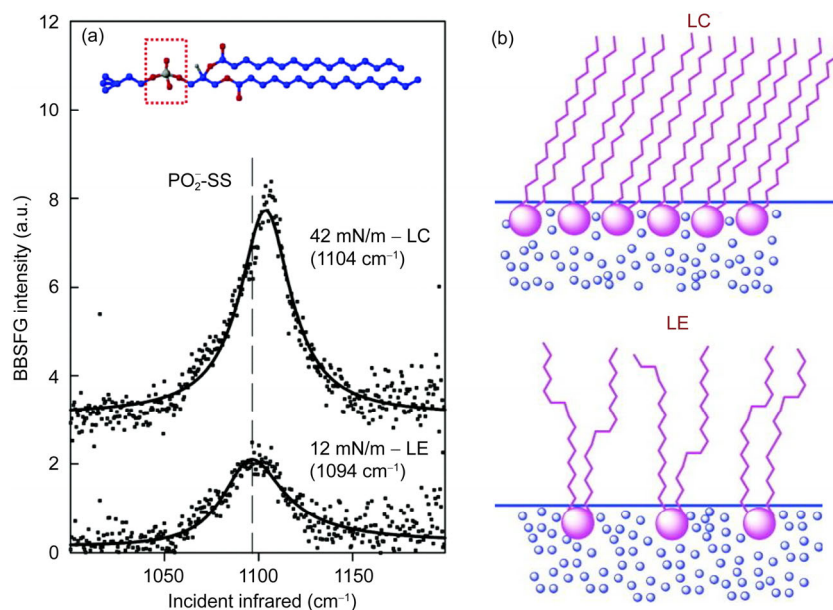 (a)
12
10
8
6
4
2
0
BBSFG intensity (a.u.)
PO₂⁻-SS
42 mN/m – LC
(1104 cm⁻¹)
12 mN/m – LE
(1094 cm⁻¹)
1050
1100
1150
Incident infrared (cm⁻¹)
(b)
LC
LE